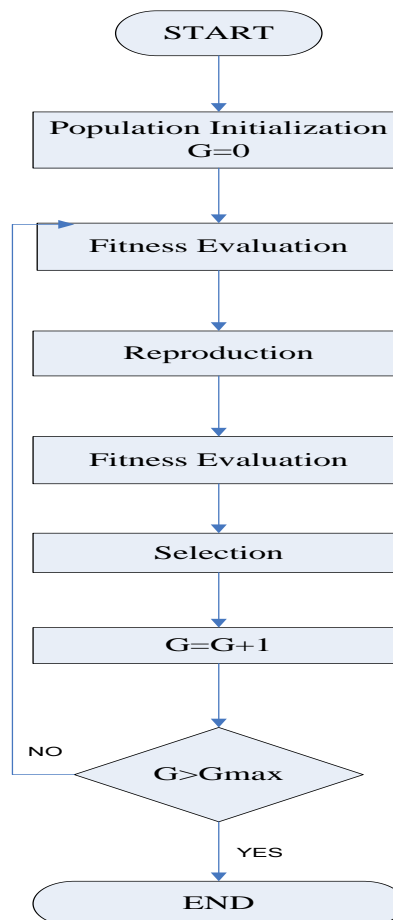 START
Population Initialization
G=0
Fitness Evaluation
Reproduction
Fitness Evaluation
Selection
G=G+1
NO
G>Gmax
YES
END